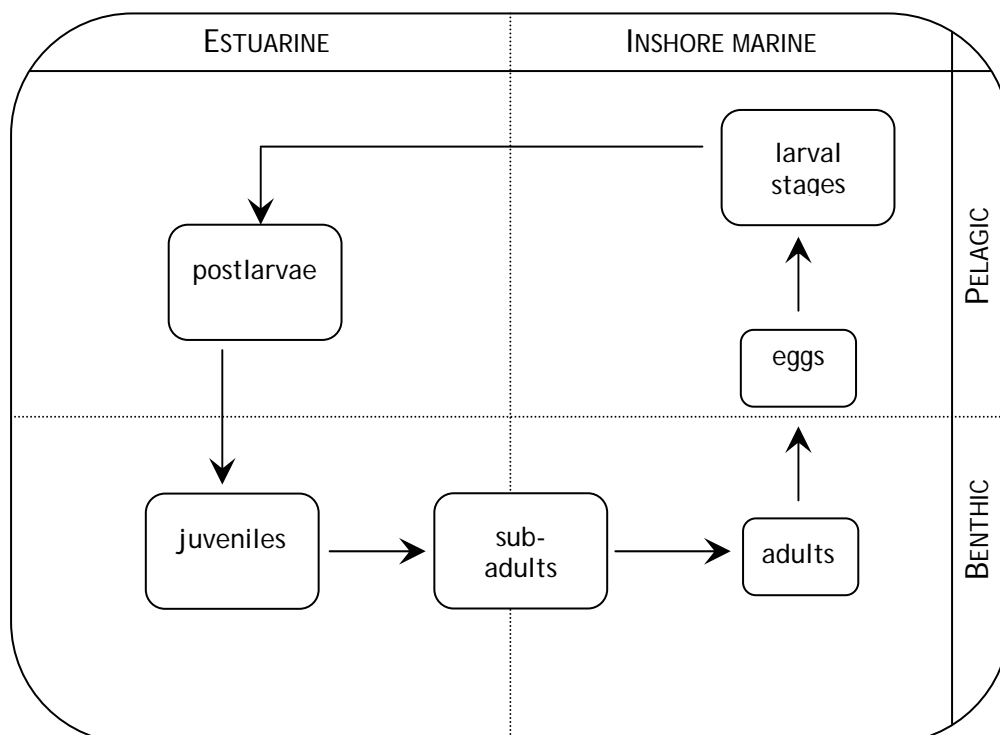 ESTUARINE
INSHORE MARINE
larval
stages
postlarvae
PELAGIC
eggs
juveniles
sub-
adults
adults
BENTHIC